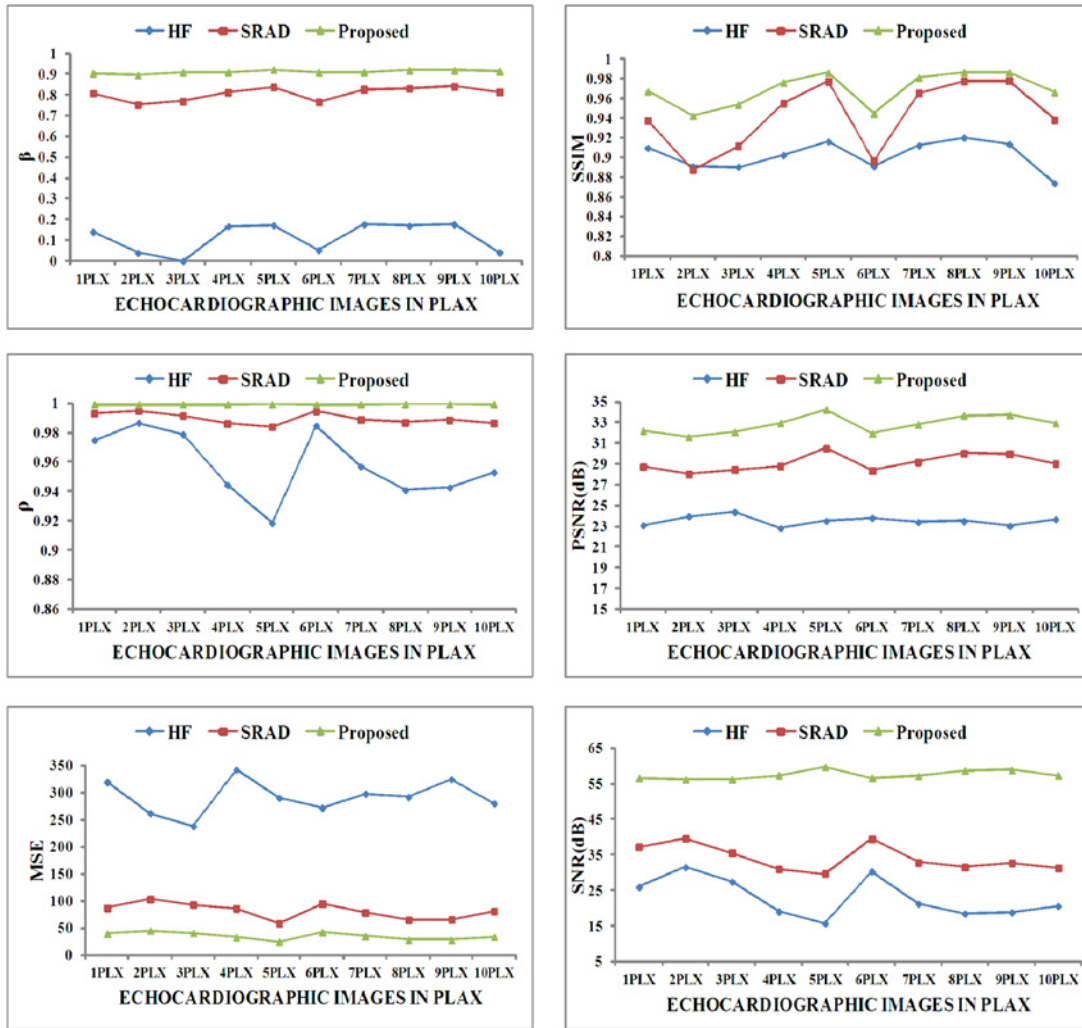 HF SRAD Proposed
1
0.9
0.8
0.7
0.6
0.5
0.4
0.3
0.2
0.1
0
β
1PLX 2PLX 3PLX 4PLX 5PLX 6PLX 7PLX 8PLX 9PLX 10PLX
ECHOCARDIOGRAPHIC IMAGES IN PLAX
HF SRAD Proposed
1
0.98
0.96
0.94
0.92
0.9
0.88
0.86
0.84
0.82
0.8
SSIM
1PLX 2PLX 3PLX 4PLX 5PLX 6PLX 7PLX 8PLX 9PLX 10PLX
ECHOCARDIOGRAPHIC IMAGES IN PLAX
HF SRAD Proposed
1
0.98
0.96
0.94
0.92
0.9
0.88
0.86
ρ
1PLX 2PLX 3PLX 4PLX 5PLX 6PLX 7PLX 8PLX 9PLX 10PLX
ECHOCARDIOGRAPHIC IMAGES IN PLAX
HF SRAD Proposed
35
33
31
29
27
25
23
21
19
17
15
PSNR(dB)
1PLX 2PLX 3PLX 4PLX 5PLX 6PLX 7PLX 8PLX 9PLX 10PLX
ECHOCARDIOGRAPHIC IMAGES IN PLAX
HF SRAD Proposed
350
300
250
200
150
100
50
0
MSE
1PLX 2PLX 3PLX 4PLX 5PLX 6PLX 7PLX 8PLX 9PLX 10PLX
ECHOCARDIOGRAPHIC IMAGES IN PLAX
HF SRAD Proposed
65
55
45
35
25
15
5
SNR(dB)
1PLX 2PLX 3PLX 4PLX 5PLX 6PLX 7PLX 8PLX 9PLX 10PLX
ECHOCARDIOGRAPHIC IMAGES IN PLAX